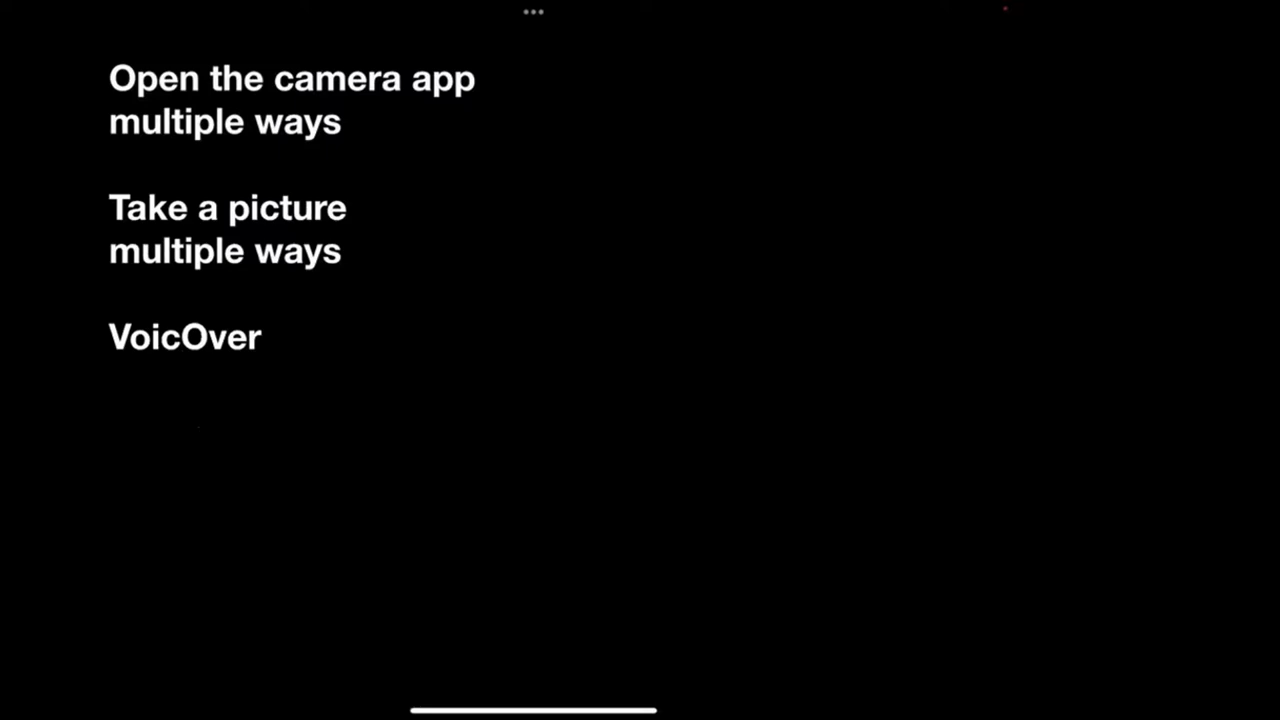 Open the camera app
multiple ways
Take a picture
multiple ways
VoicOver